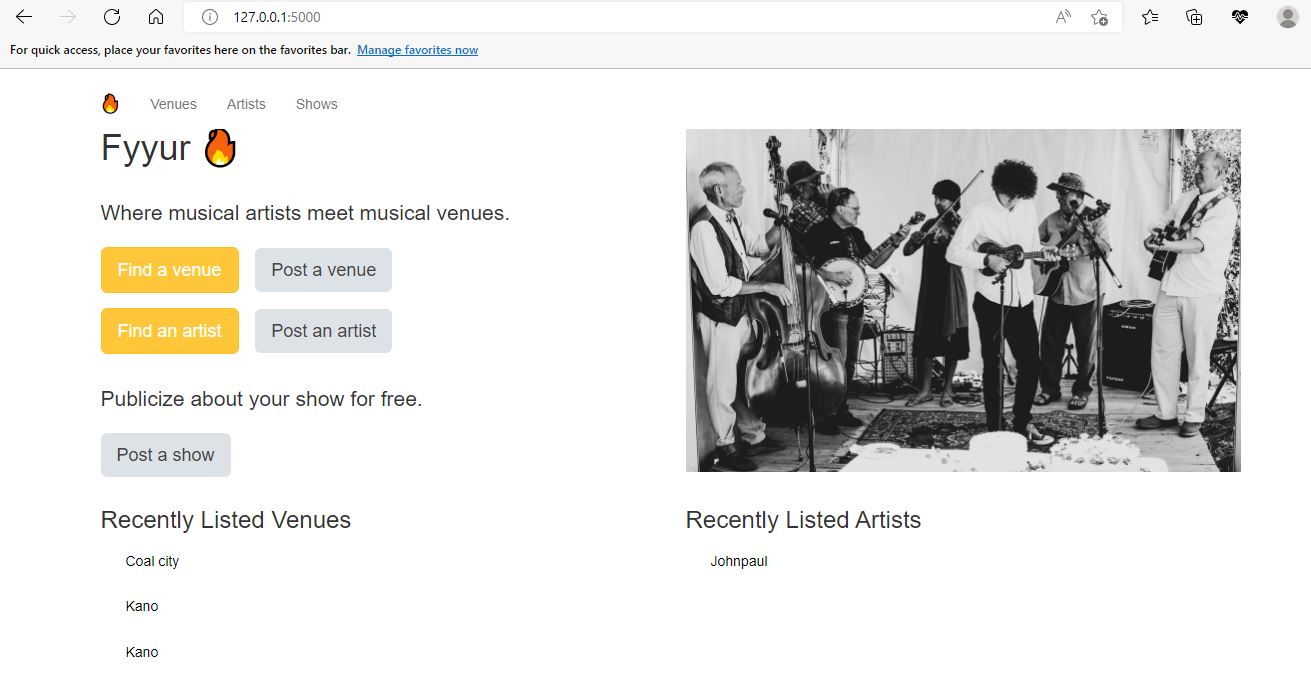 127.0.0.1:5000
For quick access, place your favorites here on the favorites bar. Manage favorites now
Venues Artists Shows
Fyyur
Where musical artists meet musical venues.
Find a venue Post a venue
Find an artist Post an artist
Publicize about your show for free.
Post a show
Recently Listed Venues
Coal city
Kano
Kano
Recently Listed Artists
Johnpaul